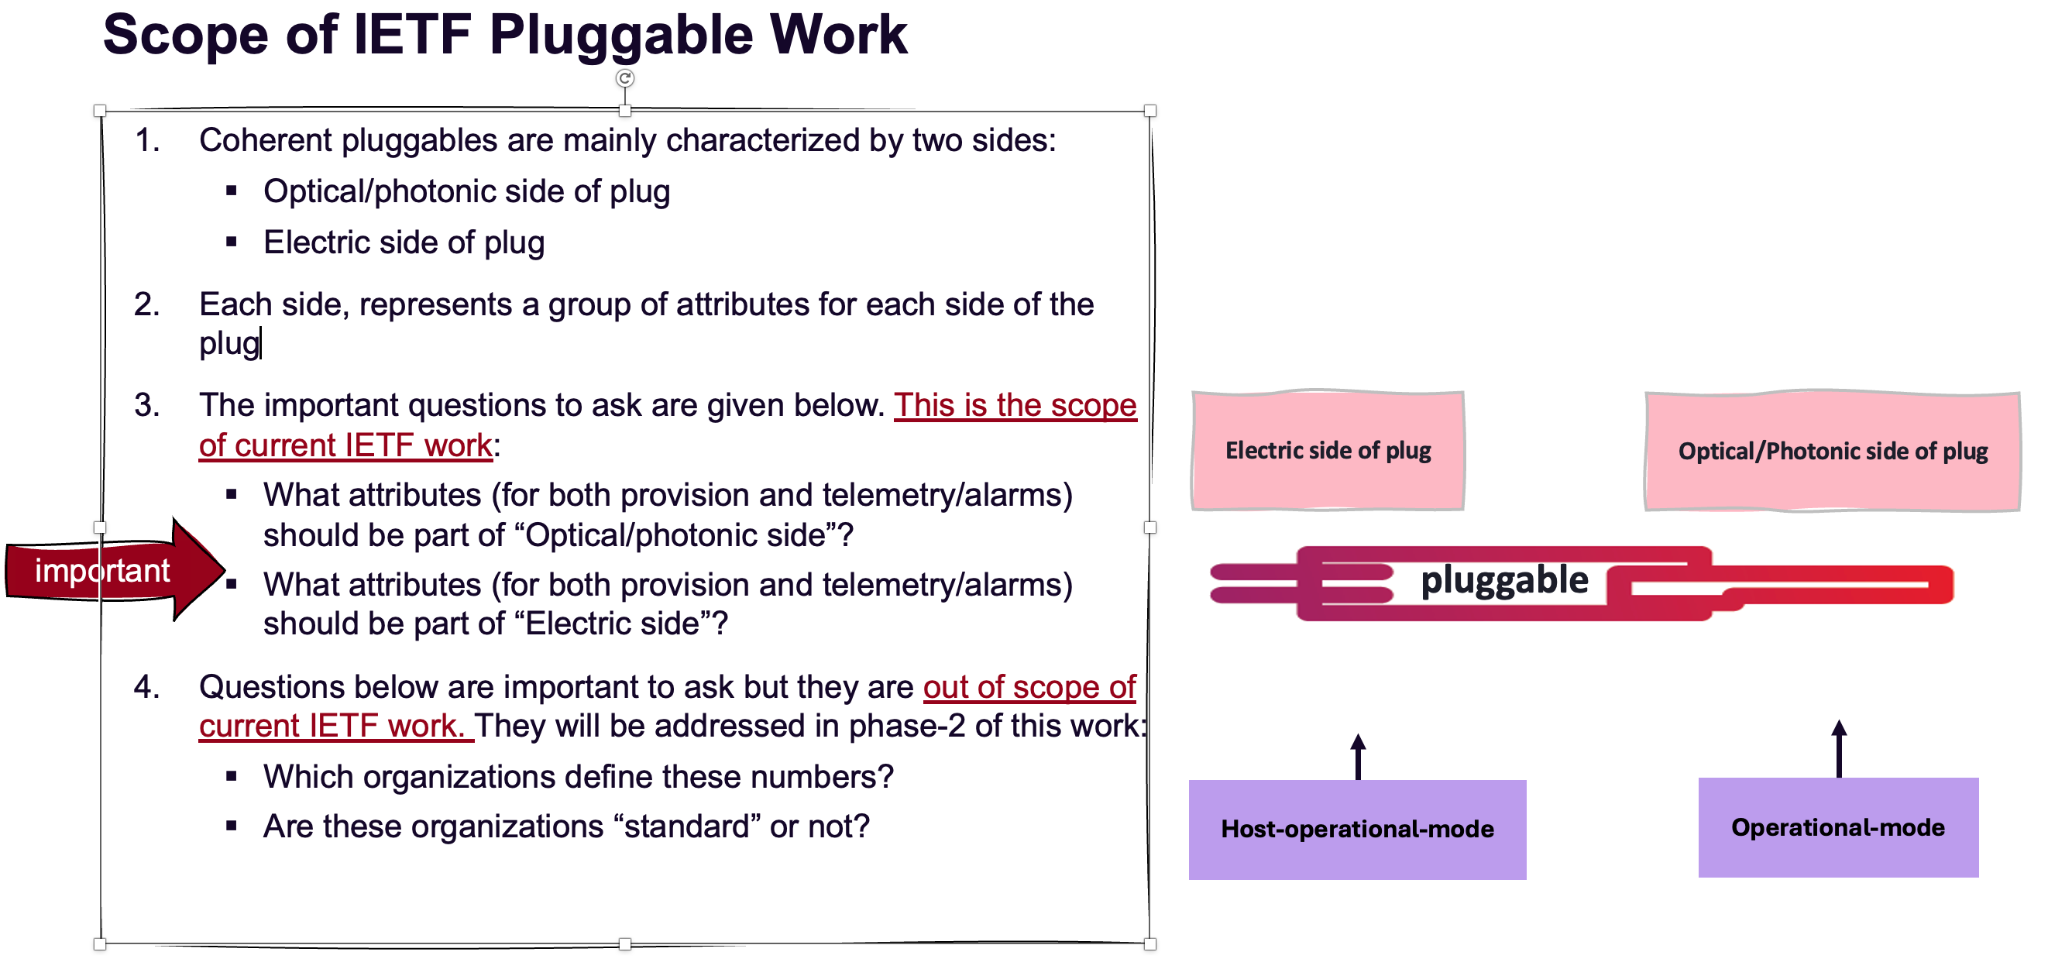 Scope of IETF Pluggable Work
1. Coherent pluggables are mainly characterized by two sides:
▪ Optical/photonic side of plug
▪ Electric side of plug
2. Each side, represents a group of attributes for each side of the
plug
3. The important questions to ask are given below. This is the scope
of current IETF work:
▪ What attributes (for both provision and telemetry/alarms)
should be part of “Optical/photonic side”?
important
▪ What attributes (for both provision and telemetry/alarms)
should be part of “Electric side”?
4. Questions below are important to ask but they are out of scope of
current IETF work. They will be addressed in phase-2 of this work:
▪ Which organizations define these numbers?
▪ Are these organizations “standard” or not?
Electric side of plug
Optical/Photonic side of plug
pluggable
Host-operational-mode
Operational-mode